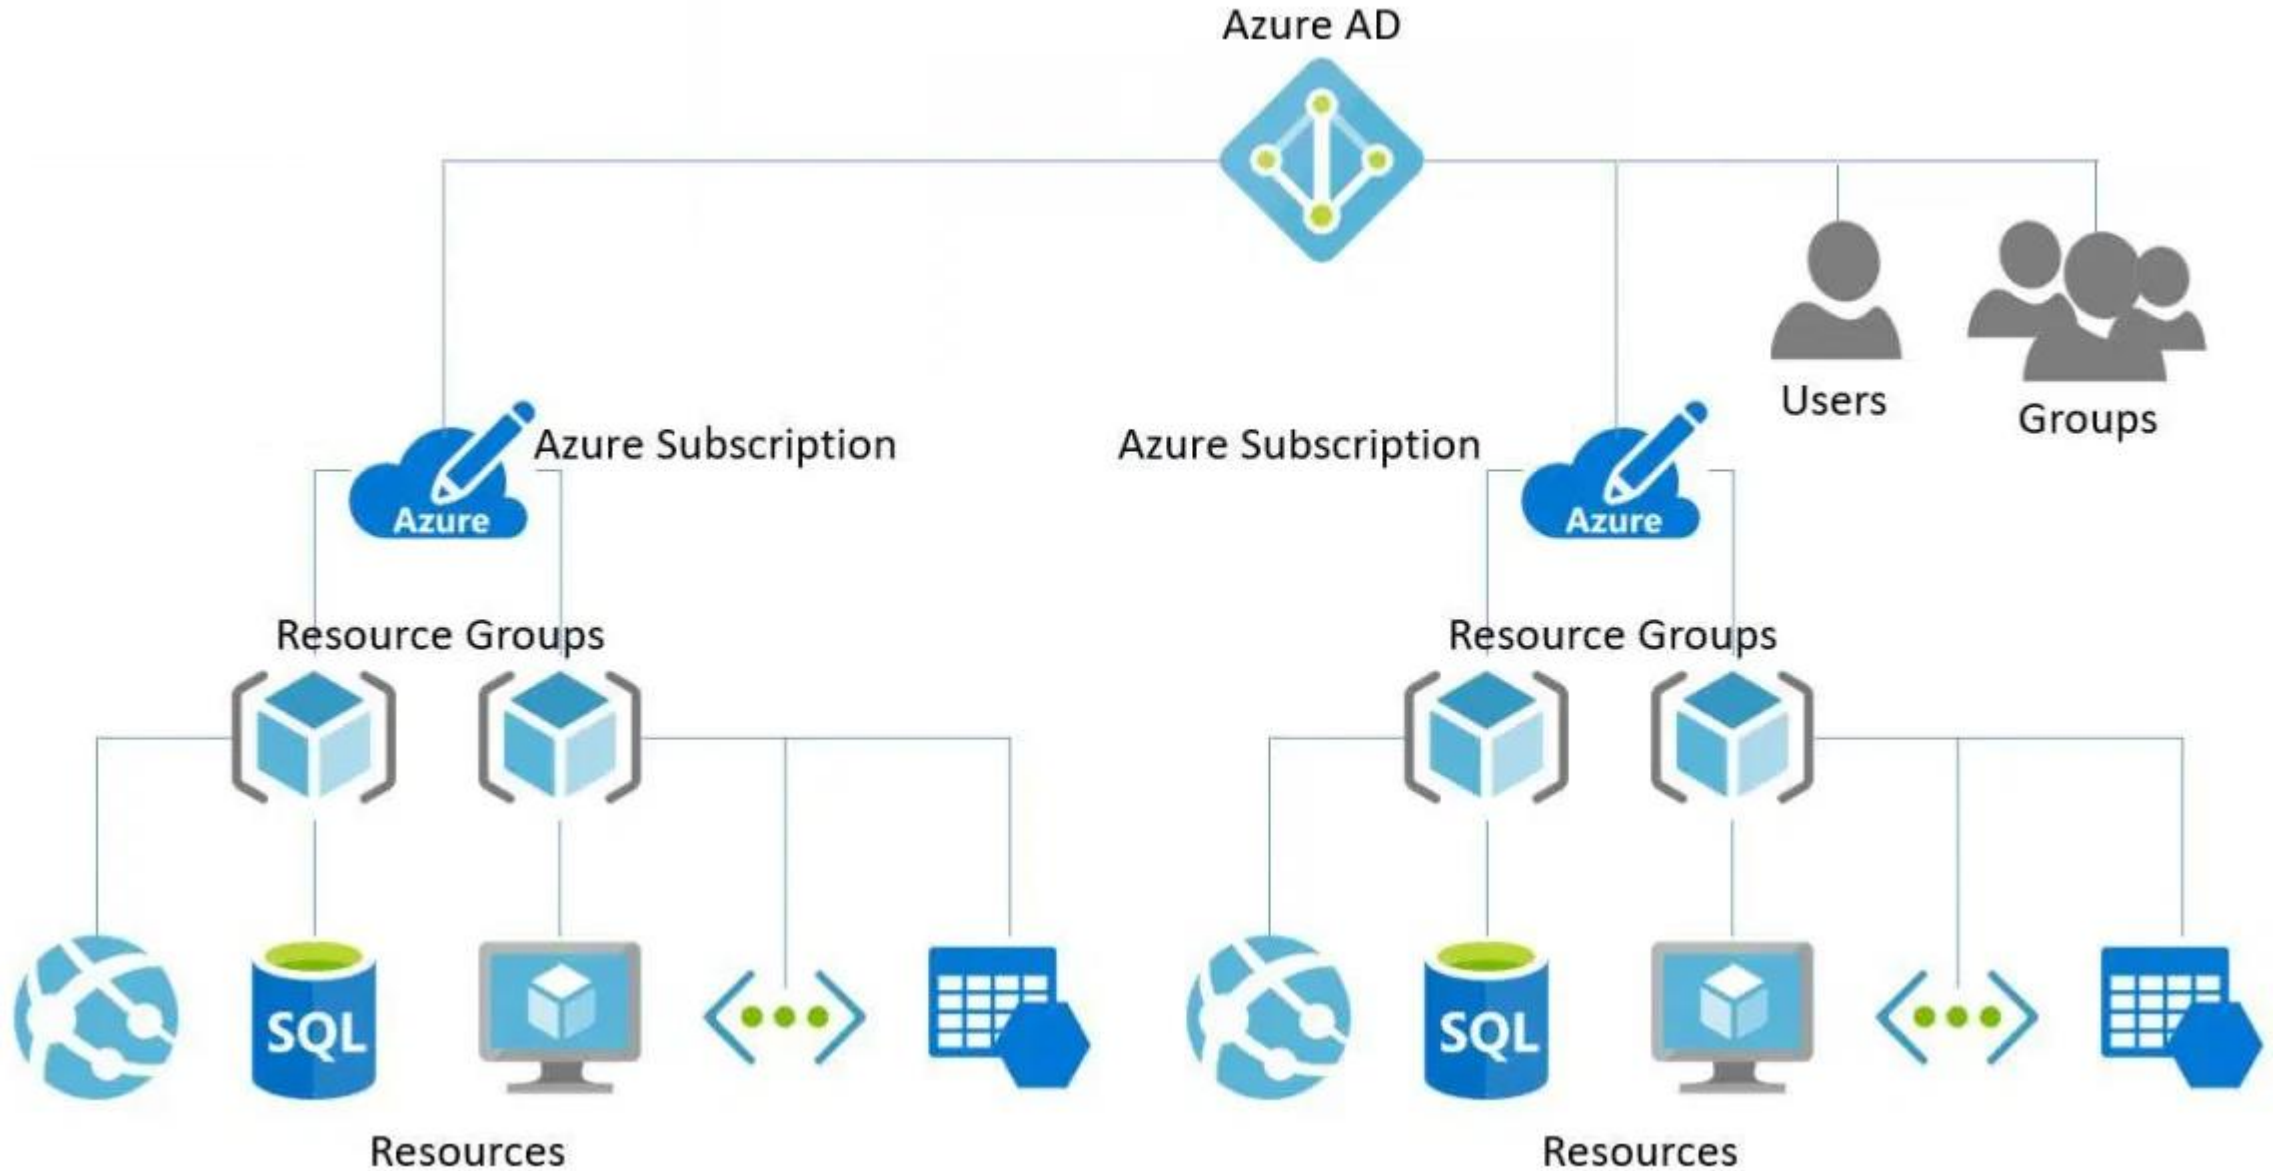 Azure AD
Users
Groups
Azure Subscription
Azure Subscription
Azure
Azure
Resource Groups
Resource Groups
SQL
SQL
Resources
Resources